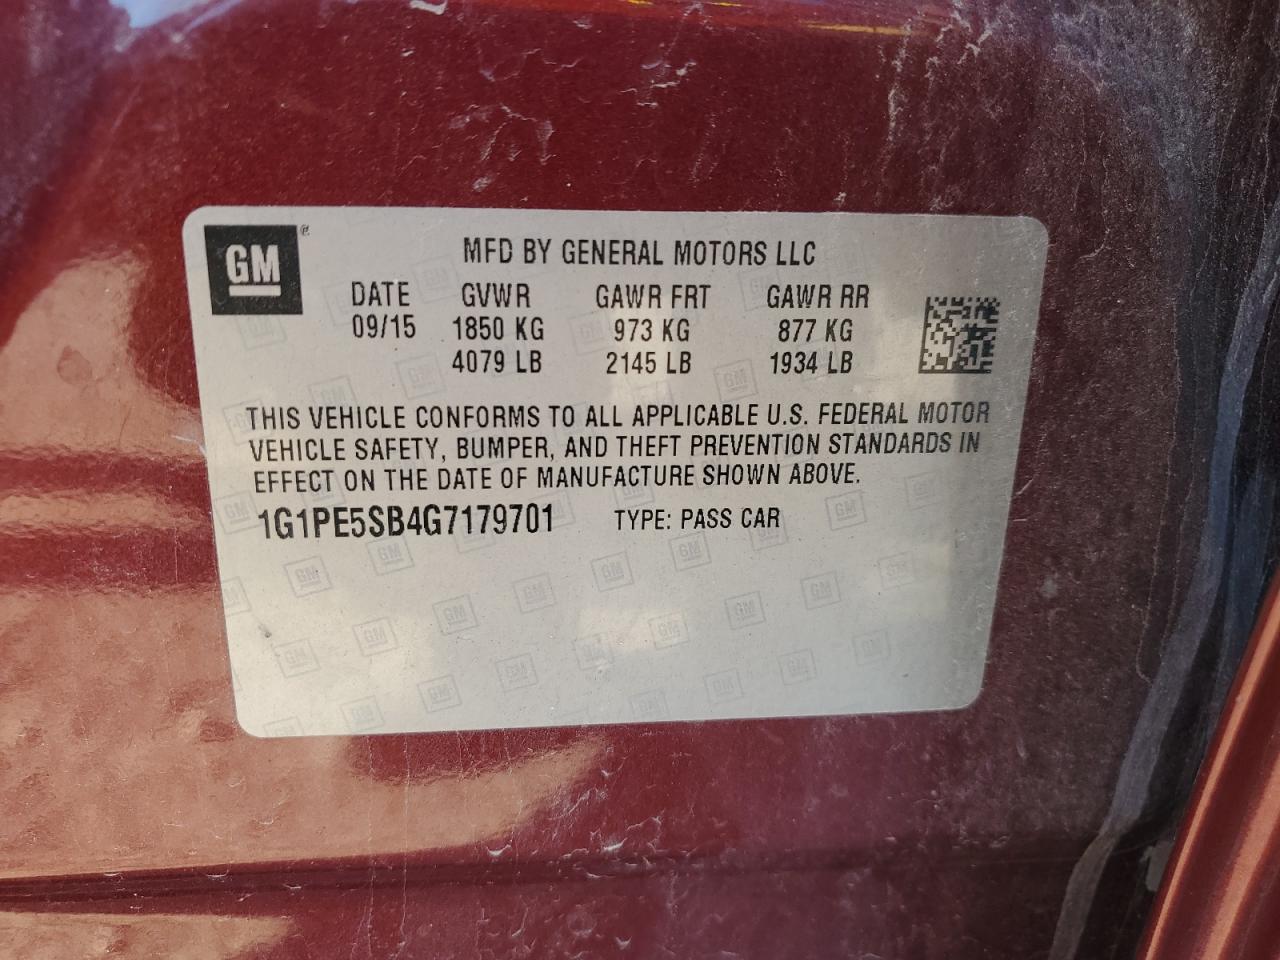 GM®
MFD BY GENERAL MOTORS LLC
DATE GVWR GAWR FRT GAWR RR
09/15 1850 KG 973 KG 877 KG
4079 LB 2145 LB 1934 LB
THIS VEHICLE CONFORMS TO ALL APPLICABLE U.S. FEDERAL MOTOR
VEHICLE SAFETY, BUMPER, AND THEFT PREVENTION STANDARDS IN
EFFECT ON THE DATE OF MANUFACTURE SHOWN ABOVE.
1G1PE5SB4G7179701 TYPE: PASS CAR